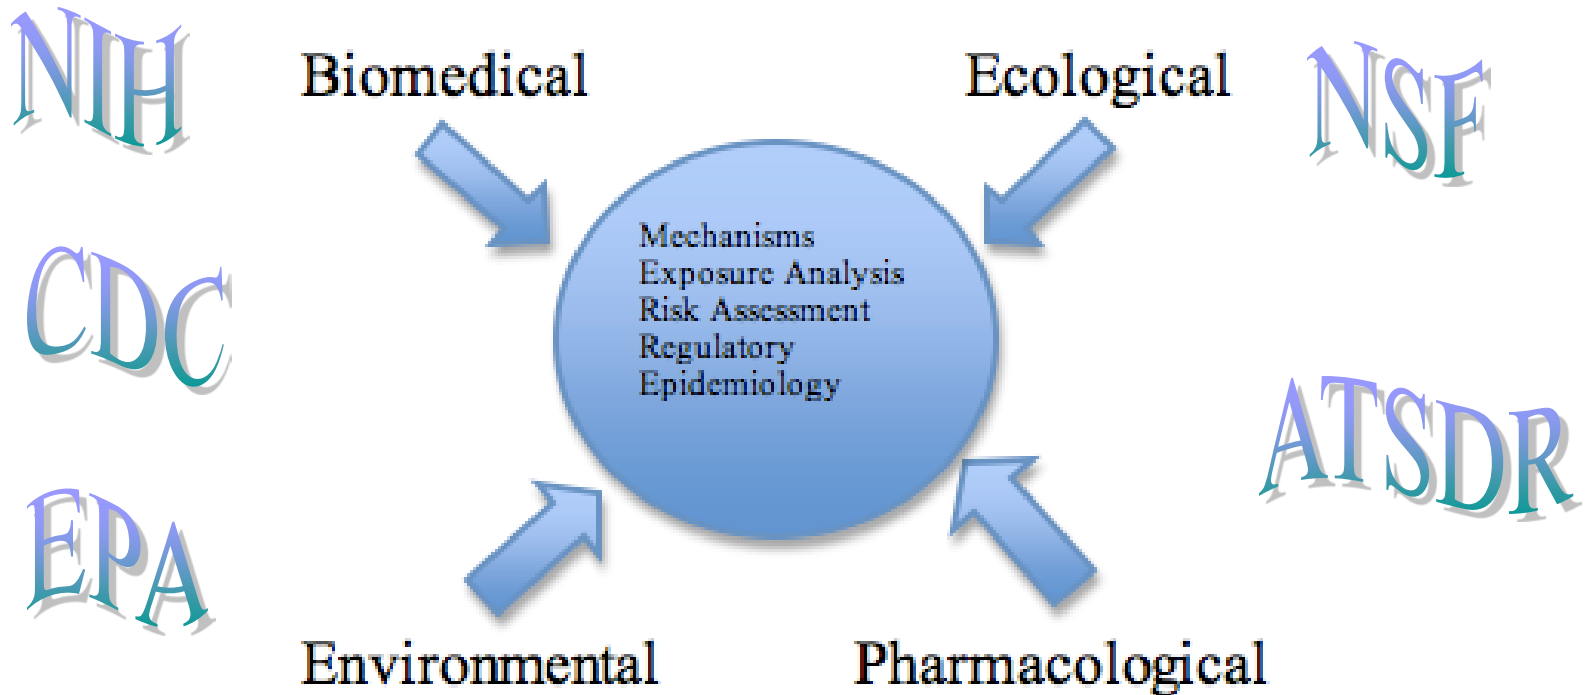 NIH
Biomedical
Ecological
NSF
CDC
Mechanisms
Exposure Analysis
Risk Assessment
Regulatory
Epidemiology
ATSDR
EPA
Environmental
Pharmacological